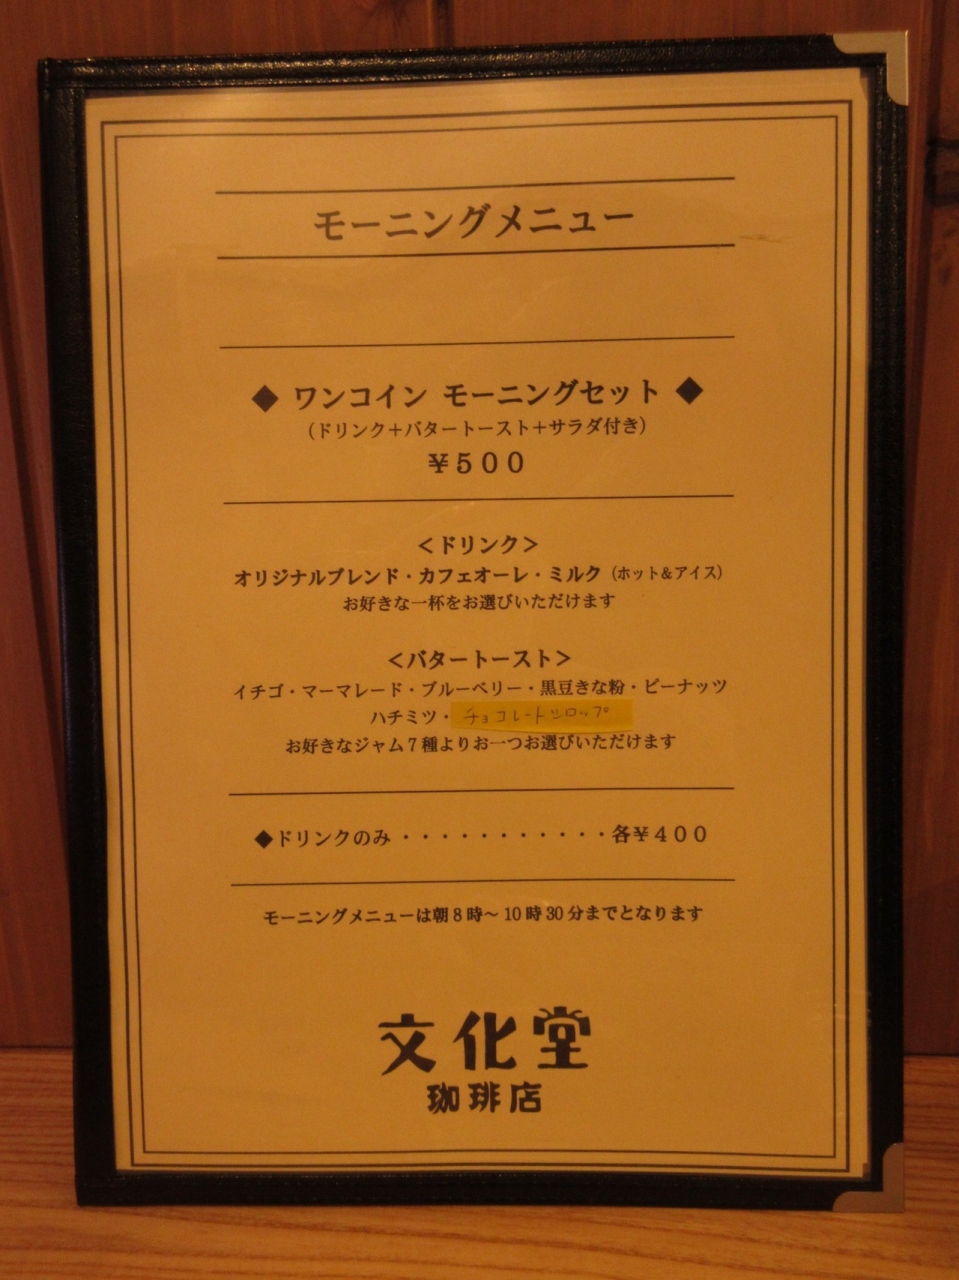 モーニングメニュー
◆ ワンコイン モーニングセット ◆
(ドリンク+バタートースト+サラダ付き)
¥500
<ドリンク>
オリジナルブレンド・カフェオーレ・ミルク (ホット&アイス)
お好きな一杯をお選びいただけます
<バタートースト>
イチゴ・マーマレード・ブルーベリー・黒豆きな粉・ピーナッツ
ハチミツ・チョコレートシロップ
お好きなジャム7種よりお一つお選びいただけます
◆ドリンクのみ ・・・・・・・・・・・各¥400
モーニングメニューは朝8時~10時30分までとなります
文化堂
珈琲店